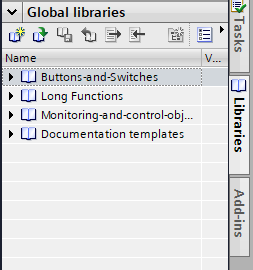 Global libraries
Name
V...
Buttons-and-Switches
Long Functions
Monitoring-and-control-obj...
Documentation templates
Tasks
Libraries
Add-ins